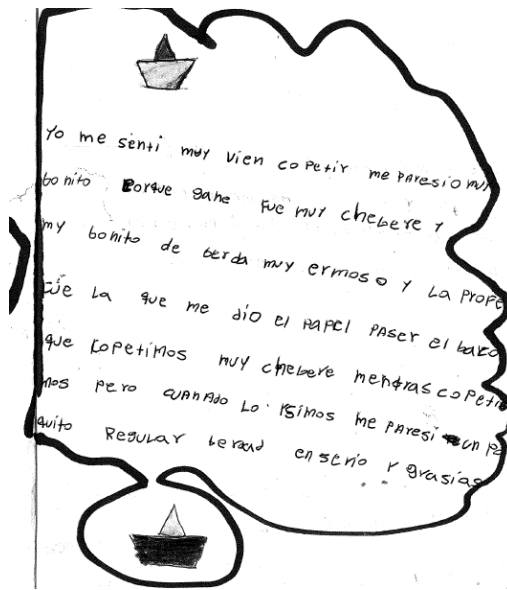 Yo me senti muy vien copetir me paresio muy
bonito Porque gane fue muy chebere y
my bonito de berda muy ermoso y La profe
fue La que me dio el papel paser el barco
que copetimos muy chebere mentras copeti
mos pero cuanado Lo isimos me paresi un po
quito Regular berdad enserio y grasias